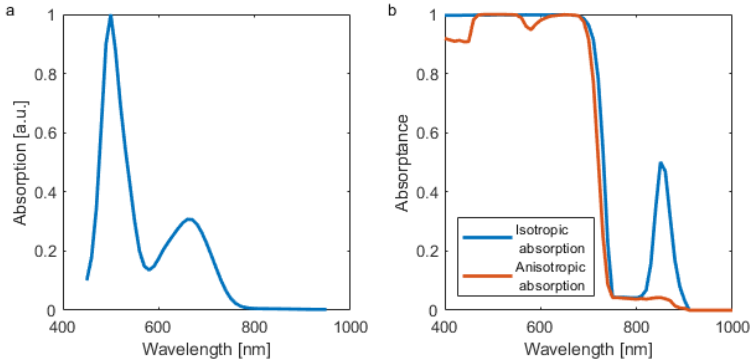 a
Absorption [a.u.]
1
0.8
0.6
0.4
0.2
0
400 600 800 1000
Wavelength [nm]
b
Absorptance
1
0.8
0.6
0.4
0.2
0
Isotropic
absorption
Anisotropic
absorption
400 600 800 1000
Wavelength [nm]